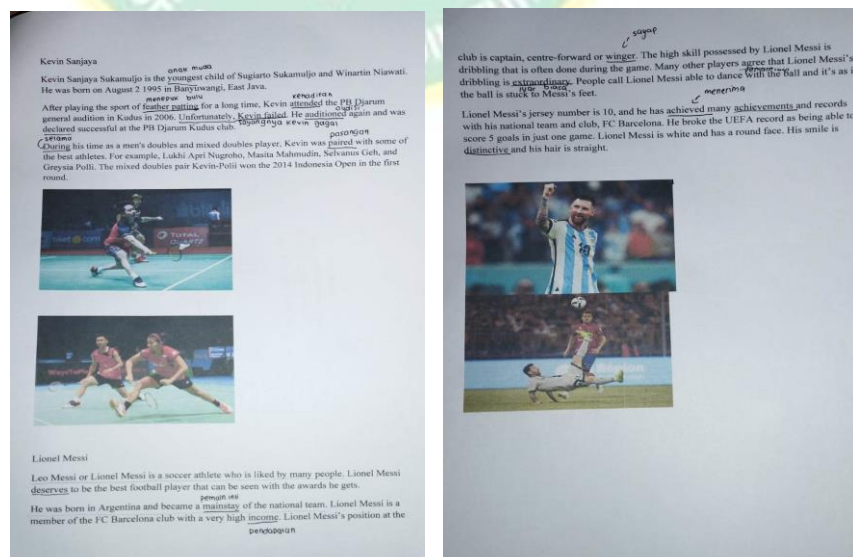 Kevin Sanjaya
anak muda
Kevin Sanjaya Sukamuljo is the youngest child of Sugiarto Sukamuljo and Winartin Niawati.
He was born on August 2 1995 in Banyuwangi, East Java.
menepuk bulu kehadiran
After playing the sport of feather patting for a long time, Kevin attended the PB Djarum
audisi
general audition in Kudus in 2006. Unfortunately, Kevin failed. He auditioned again and was
sayangnya kevin gagal
declared successful at the PB Djarum Kudus club.
selama pasangan
During his time as a men's doubles and mixed doubles player, Kevin was paired with some of
the best athletes. For example, Lukhi Apri Nugroho, Masita Mahmudin, Selvanus Geh, and
Greysia Polli. The mixed doubles pair Kevin-Polii won the 2014 Indonesia Open in the first
round.
tiket.com
TOTAL
QUARTZ
Lionel Messi
Leo Messi or Lionel Messi is a soccer athlete who is liked by many people. Lionel Messi
deserves to be the best football player that can be seen with the awards he gets.
pemain
He was born in Argentina and became a mainstay of the national team. Lionel Messi is a
member of the FC Barcelona club with a very high income. Lionel Messi's position at the
pendapatan
sayap
club is captain, centre-forward or winger. The high skill possessed by Lionel Messi is
dribbling that is often done during the game. Many other players agree that Lionel Messi's
dribbling is extraordinary. People call Lionel Messi able to dance with the ball and it's as
luar biasa
the ball is stuck to Messi's feet.
menerima
Lionel Messi's jersey number is 10, and he has achieved many achievements and records
with his national team and club, FC Barcelona. He broke the UEFA record as being able to
score 5 goals in just one game. Lionel Messi is white and has a round face. His smile is
distinctive and his hair is straight.
10